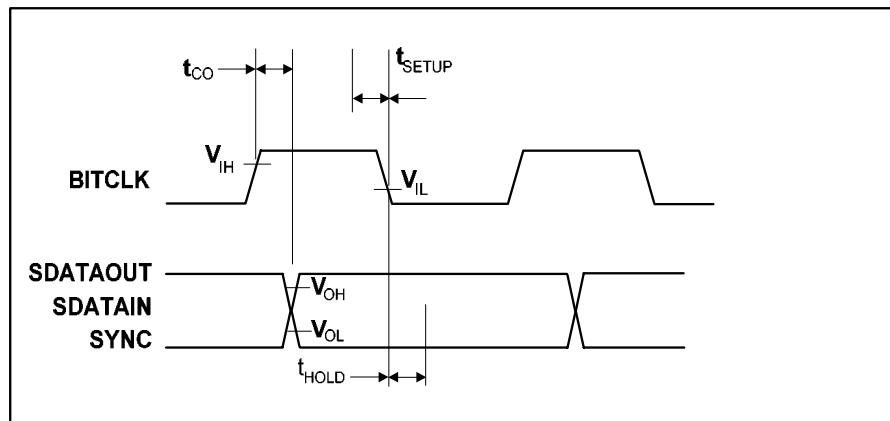 tCO
tSETUP
VIH
BITCLK
VIL
SDATAOUT
VOH
SDATAIN
SYNC
VOL
tHOLD